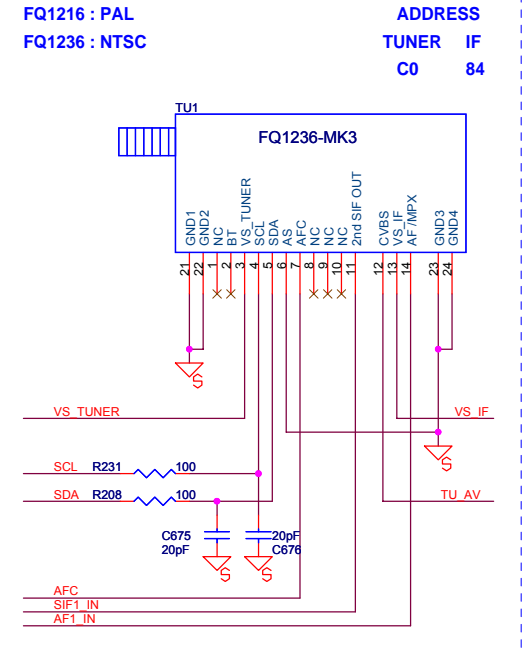 FQ1216 : PAL
FQ1236 : NTSC
ADDRESS
TUNER IF
C0 84
TU1
FQ1236-MK3
GND1
GND2
NC
BT
VS_TUNER
SCL
SDA
AS
AFC
NC
NC
NC
2nd SIF OUT
CVBS
VS_IF
AF /MPX
GND3
GND4
21
22
1
2
3
4
5
6
7
8
9
10
11
12
13
14
23
24
S
VS_TUNER
VS_IF
S
SCL R231 100
SDA R208 100
TU_AV
C675
20pF
20pF
C676
S
S
AFC
SIF1_IN
AF1_IN